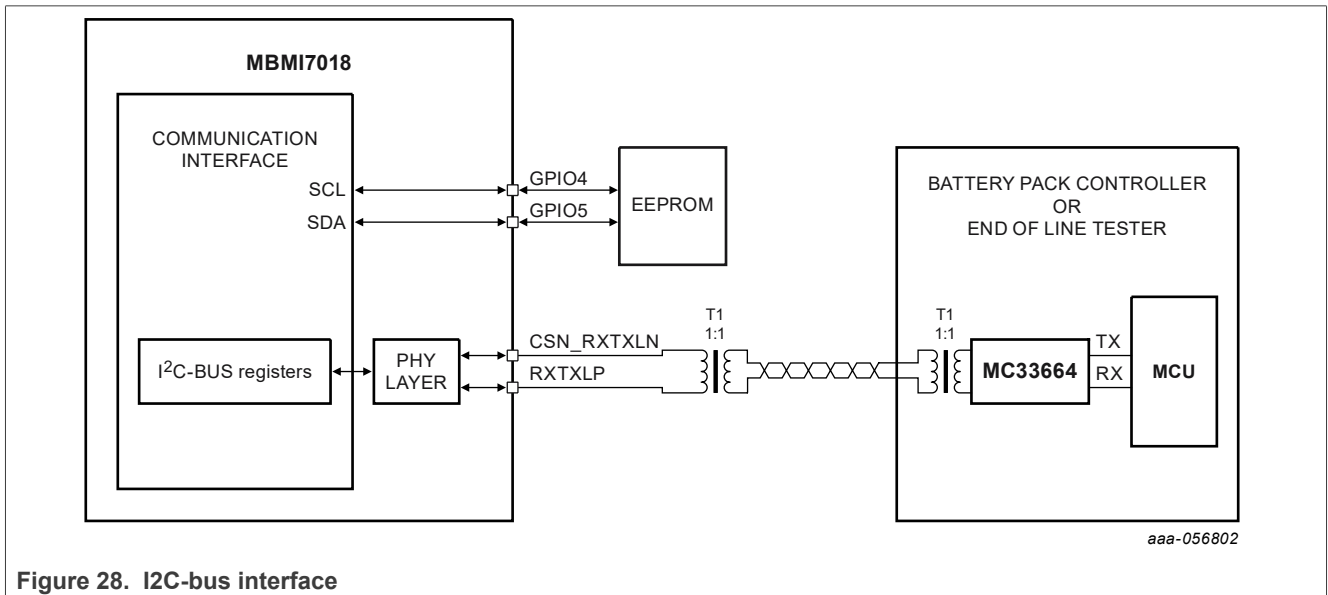 MBMI7018
COMMUNICATION
INTERFACE
SCL
SDA
GPIO4
GPIO5
EEPROM
I2C-BUS registers
PHY
LAYER
CSN_RXTXLN
RXTXLP
T1
1:1
T1
1:1
BATTERY PACK CONTROLLER
OR
END OF LINE TESTER
MC33664
TX
RX
MCU
aaa-056802
Figure 28. I2C-bus interface